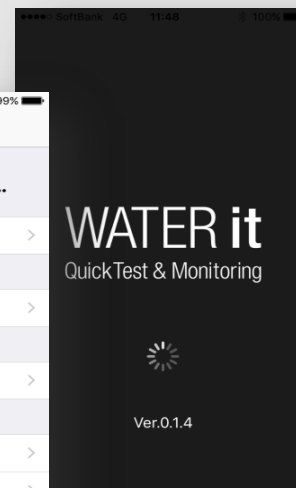 SoftBank 4G 11:48 100%
99%
..
WATER it
QuickTest & Monitoring
Ver.0.1.4